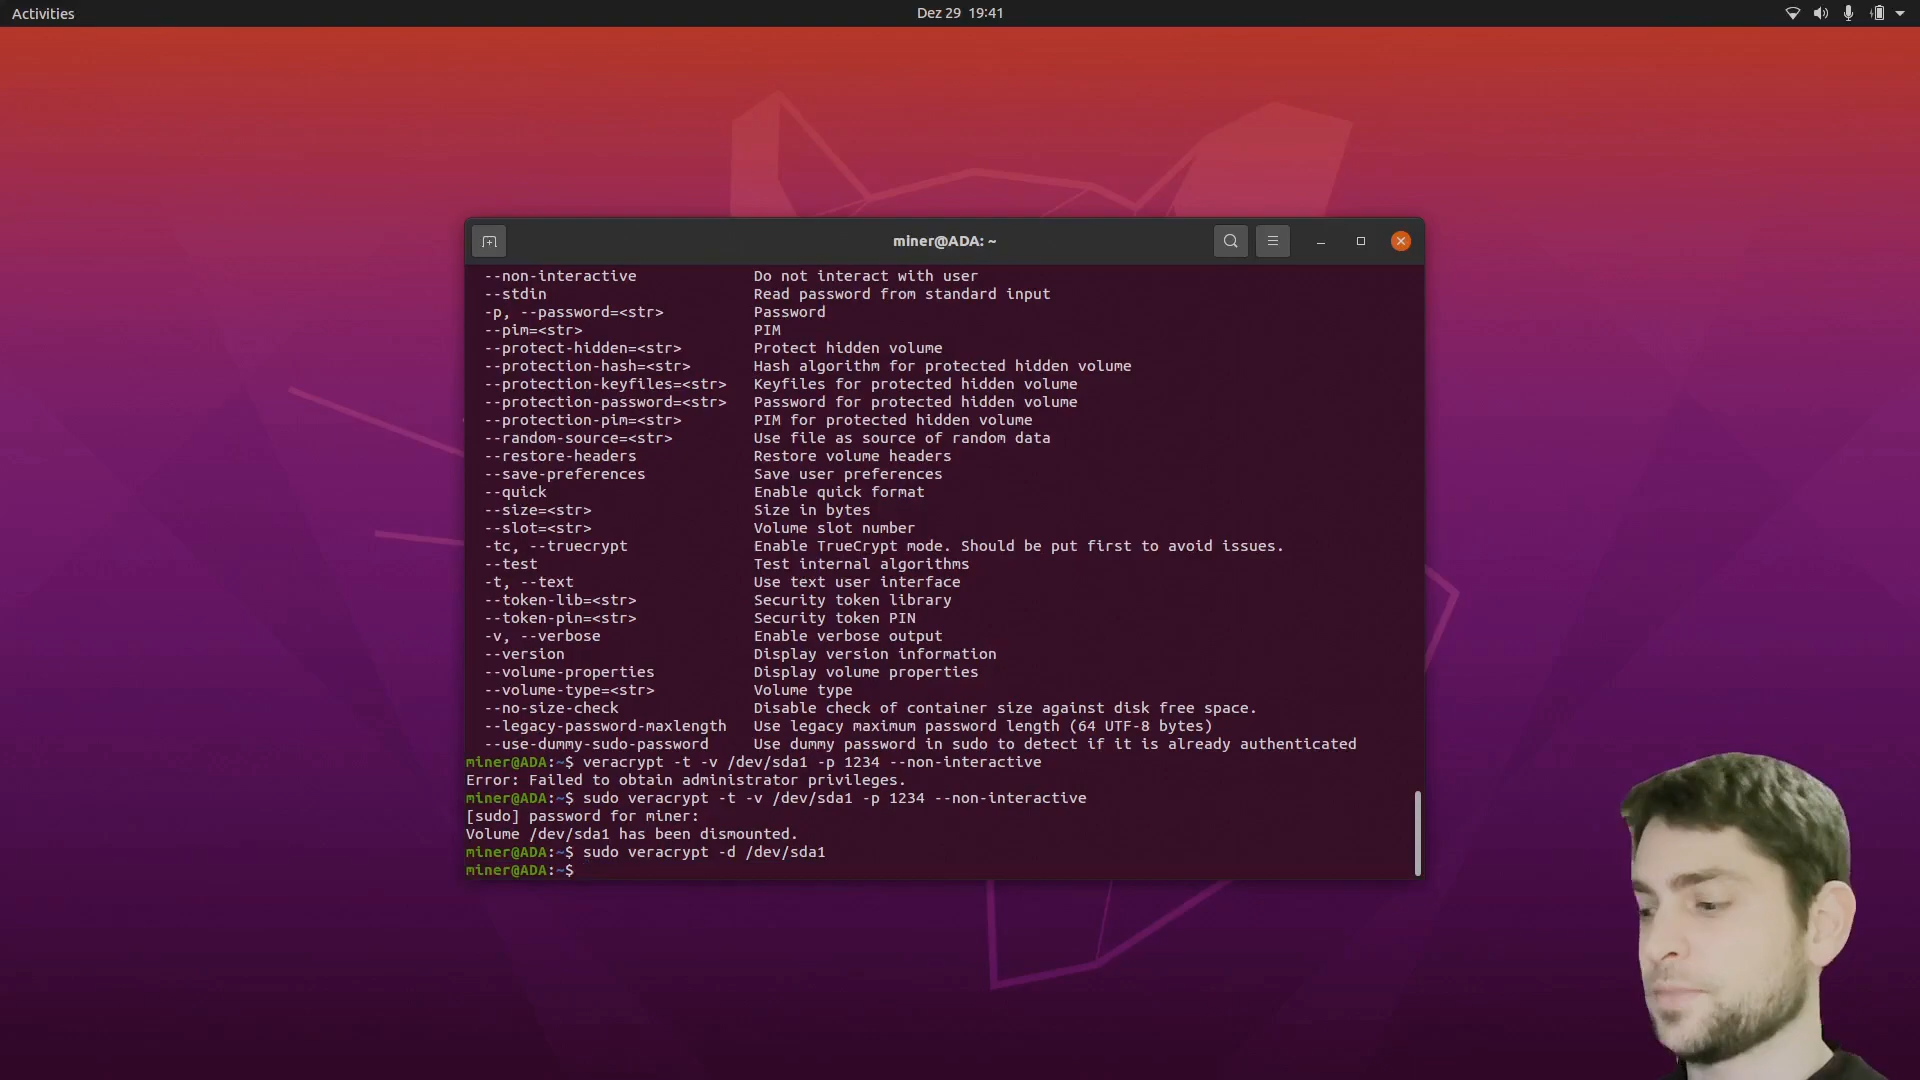 Activities
Dez 29 19:41
miner@ADA: ~
--non-interactive Do not interact with user
--stdin Read password from standard input
-p, --password=<str> Password
--pim=<str> PIM
--protect-hidden=<str> Protect hidden volume
--protection-hash=<str> Hash algorithm for protected hidden volume
--protection-keyfiles=<str> Keyfiles for protected hidden volume
--protection-password=<str> Password for protected hidden volume
--protection-pim=<str> PIM for protected hidden volume
--random-source=<str> Use file as source of random data
--restore-headers Restore volume headers
--save-preferences Save user preferences
--quick Enable quick format
--size=<str> Size in bytes
--slot=<str> Volume slot number
-tc, --truecrypt Enable TrueCrypt mode. Should be put first to avoid issues.
--test Test internal algorithms
-t, --text Use text user interface
--token-lib=<str> Security token library
--token-pin=<str> Security token PIN
-v, --verbose Enable verbose output
--version Display version information
--volume-properties Display volume properties
--volume-type=<str> Volume type
--no-size-check Disable check of container size against disk free space.
--legacy-password-maxlength Use legacy maximum password length (64 UTF-8 bytes)
--use-dummy-sudo-password Use dummy password in sudo to detect if it is already authenticated
miner@ADA:~$ veracrypt -t -v /dev/sda1 -p 1234 --non-interactive
Error: Failed to obtain administrator privileges.
miner@ADA:~$ sudo veracrypt -t -v /dev/sda1 -p 1234 --non-interactive
[sudo] password for miner:
Volume /dev/sda1 has been dismounted.
miner@ADA:~$ sudo veracrypt -d /dev/sda1
miner@ADA:~$